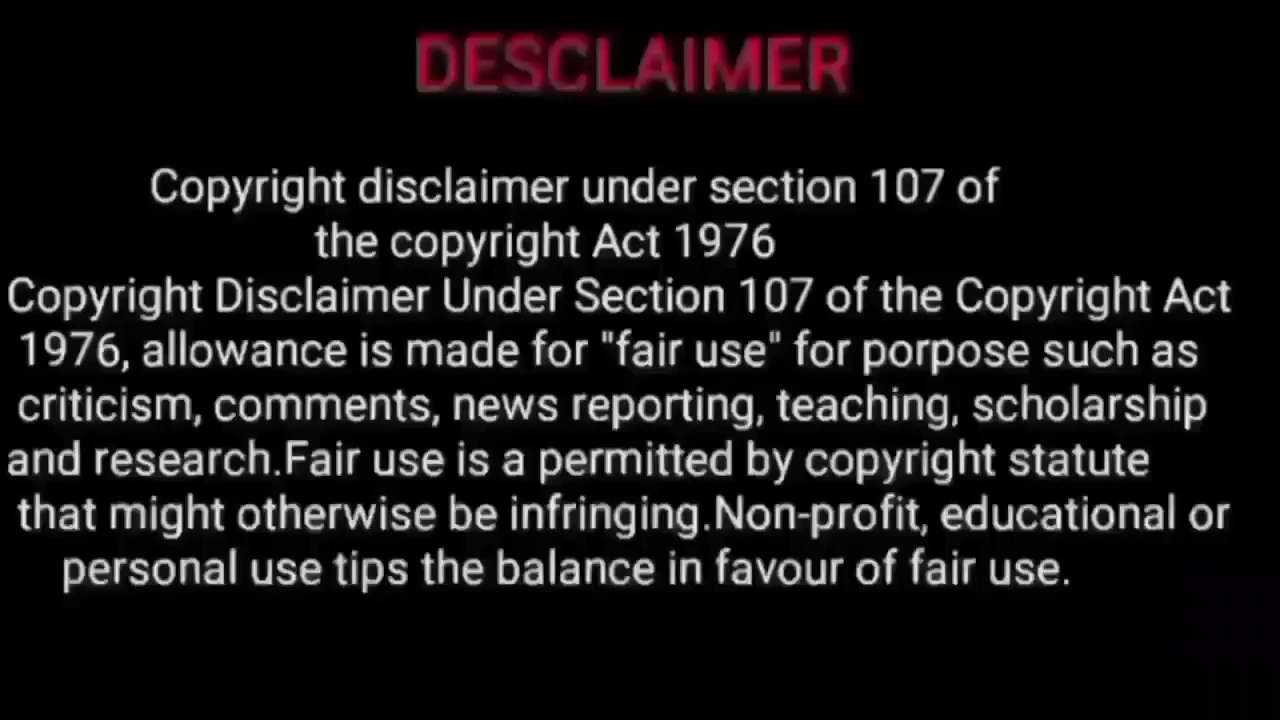 DESCLAIMER
Copyright disclaimer under section 107 of
the copyright Act 1976
Copyright Disclaimer Under Section 107 of the Copyright Act
1976, allowance is made for "fair use" for porpose such as
criticism, comments, news reporting, teaching, scholarship
and research.Fair use is a permitted by copyright statute
that might otherwise be infringing.Non-profit, educational or
personal use tips the balance in favour of fair use.